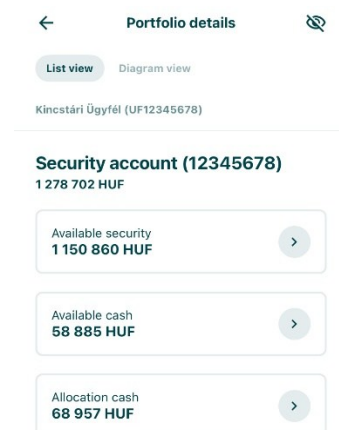 Portfolio details
List view Diagram view
Kincstári Ügyfél (UF12345678)
Security account (12345678)
1 278 702 HUF
Available security
1 150 860 HUF
Available cash
58 885 HUF
Allocation cash
68 957 HUF